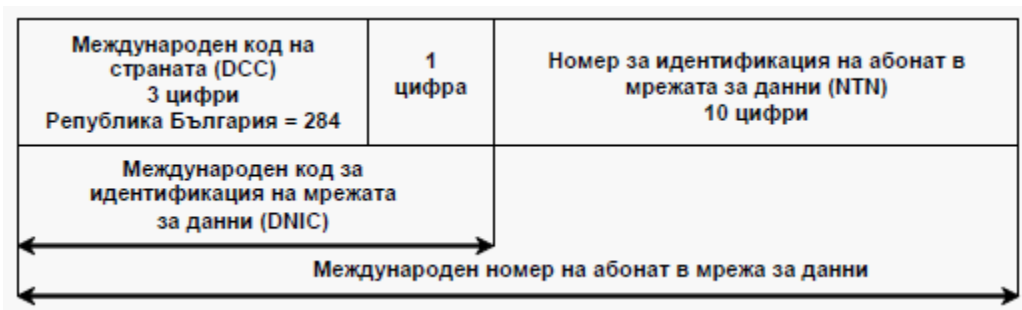 Международен код на
страната (DCC)
3 цифри
Република България = 284
1
цифра
Номер за идентификация на абонат в
мрежата за данни (NTN)
10 цифри
Международен код за
идентификация на мрежата
за данни (DNIC)
Международен номер на абонат в мрежа за данни